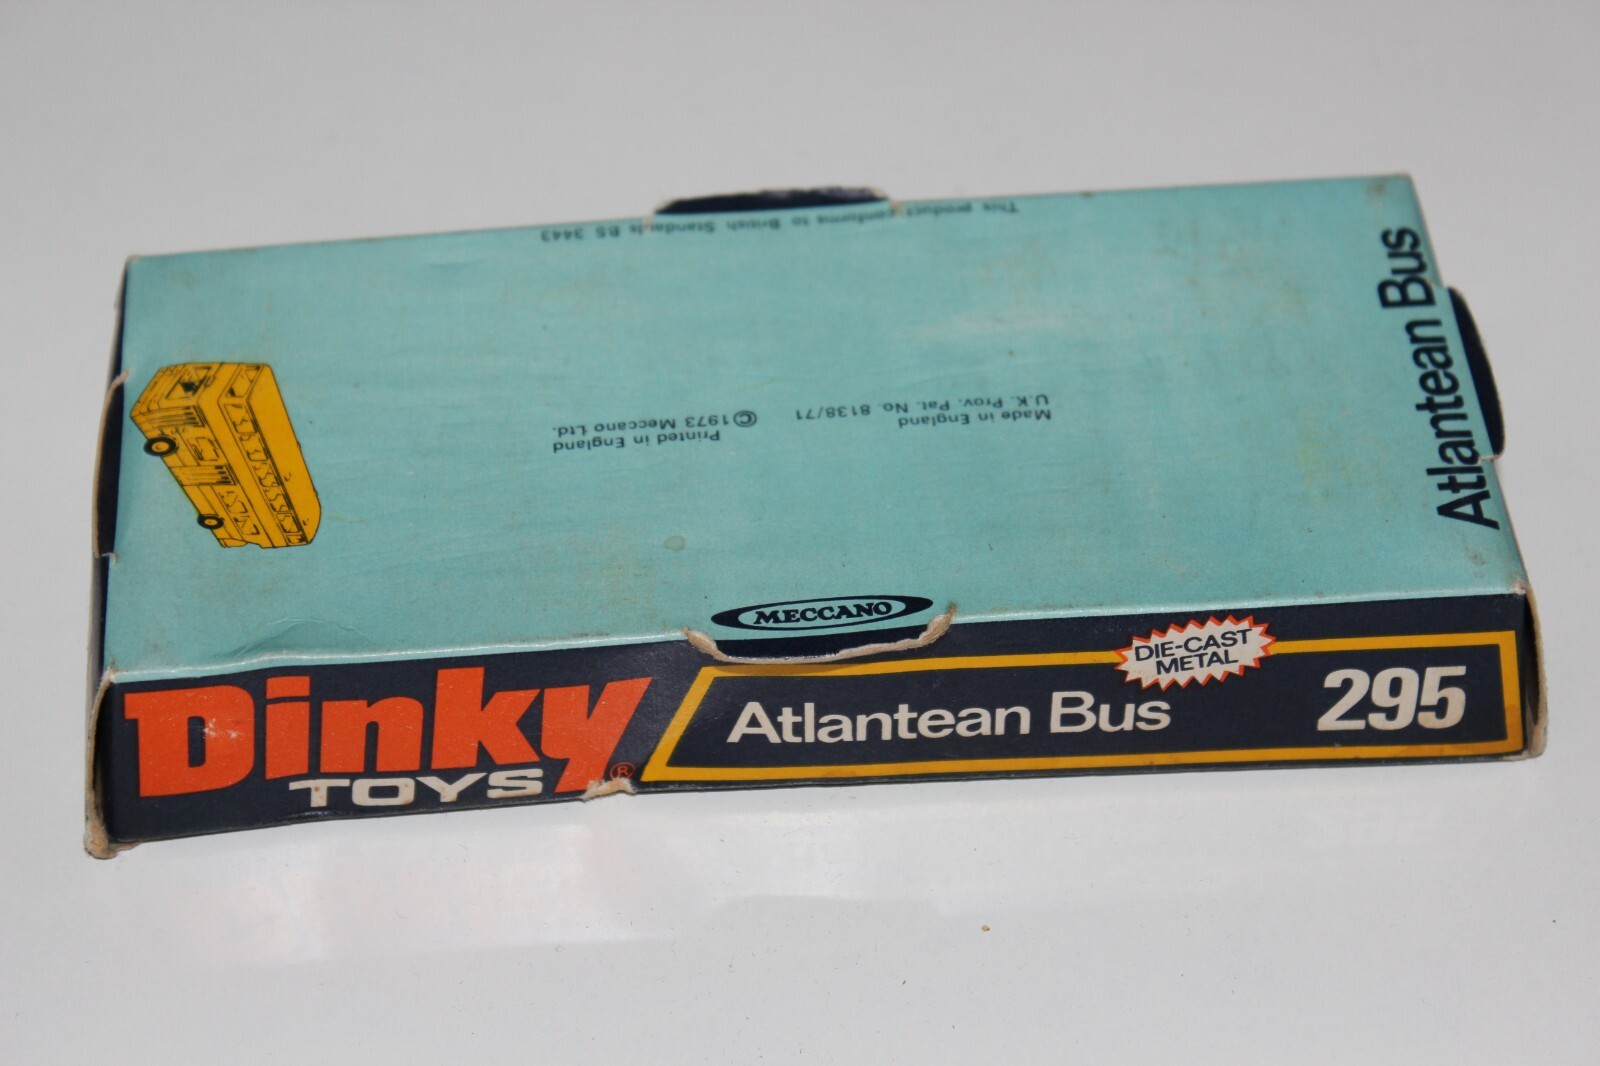 This product conforms to British Standards BS 3443
Atlantean Bus
Made in England
U.K. Prov. Pat. No. 8138/71
©1973 Meccano Ltd.
Printed in England
MECCANO
Dinky
TOYS®
Atlantean Bus
DIE-CAST
METAL
295